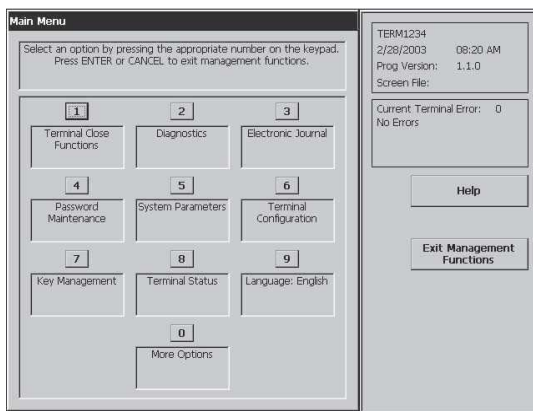 Main Menu
Select an option by pressing the appropriate number on the keypad.
Press ENTER or CANCEL to exit management functions.
1
Terminal Close
Functions
2
Diagnostics
3
Electronic Journal
4
Password
Maintenance
5
System Parameters
6
Terminal
Configuration
7
Key Management
8
Terminal Status
9
Language: English
0
More Options
TERM1234
2/28/2003 08:20 AM
Prog Version: 1.1.0
Screen File:
Current Terminal Error: 0
No Errors
Help
Exit Management
Functions